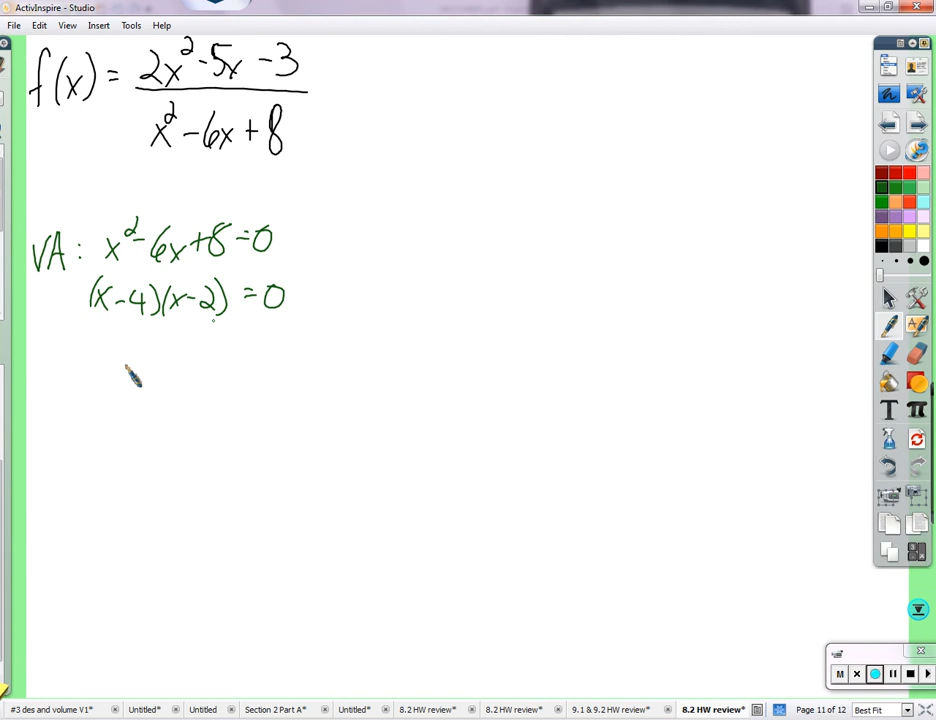 ActivInspire - Studio
File Edit View Insert Tools Help
f(x) = 2x² - 5x - 3
x² - 6x + 8
VA: x² - 6x + 8 = 0
(x - 4)(x - 2) = 0
T π
M
#3 des and volume V1* Untitled* Untitled Section 2 Part A* Untitled* 8.2 HW review* 8.2 HW review* 9.1 & 9.2 HW review* 8.2 HW review* Page 11 of 12 Best Fit